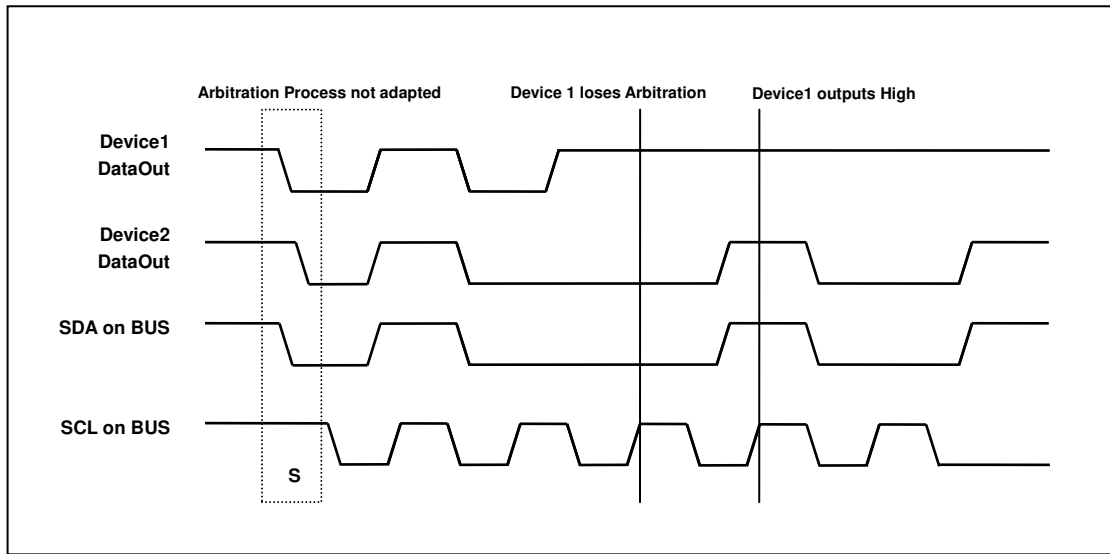 Arbitration Process not adapted
Device 1 loses Arbitration
Device1 outputs High
Device1
DataOut
Device2
DataOut
SDA on BUS
SCL on BUS
S